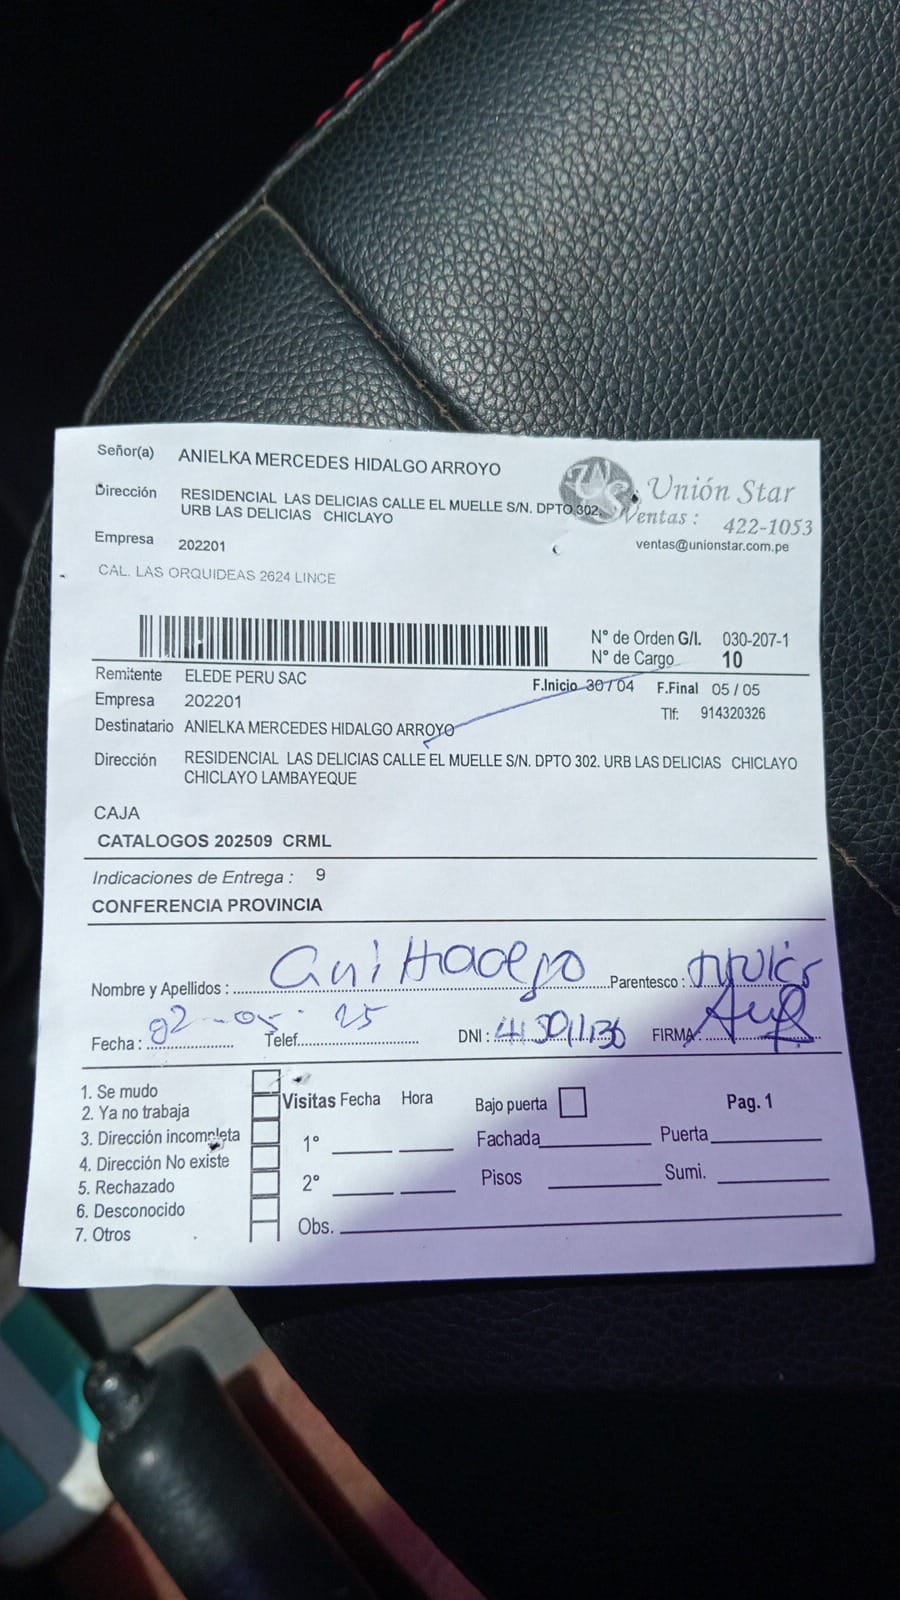 Señor(a) ANIELKA MERCEDES HIDALGO ARROYO
Dirección RESIDENCIAL LAS DELICIAS CALLE EL MUELLE S/N. DPTO 302.
URB LAS DELICIAS CHICLAYO
Unión Star
Ventas : 422-1053
ventas@unionstar.com.pe
Empresa 202201
CAL. LAS ORQUIDEAS 2624 LINCE
N° de Orden G/I. 030-207-1
N° de Cargo 10
Remitente ELEDE PERU SAC
F.Inicio 30 / 04 F.Final 05 / 05
Empresa 202201
Tlf: 914320326
Destinatario ANIELKA MERCEDES HIDALGO ARROYO
Dirección RESIDENCIAL LAS DELICIAS CALLE EL MUELLE S/N. DPTO 302. URB LAS DELICIAS CHICLAYO
CHICLAYO LAMBAYEQUE
CAJA
CATALOGOS 202509 CRML
Indicaciones de Entrega : 9
CONFERENCIA PROVINCIA
Nombre y Apellidos : Parentesco :
Fecha : 02-05-25 Telef. DNI : FIRMA :
1. Se mudo
2. Ya no trabaja
3. Dirección incompleta
4. Dirección No existe
5. Rechazado
6. Desconocido
7. Otros
Visitas Fecha Hora Bajo puerta Pag. 1
1° Fachada Puerta
2° Pisos Sumi.
Obs.